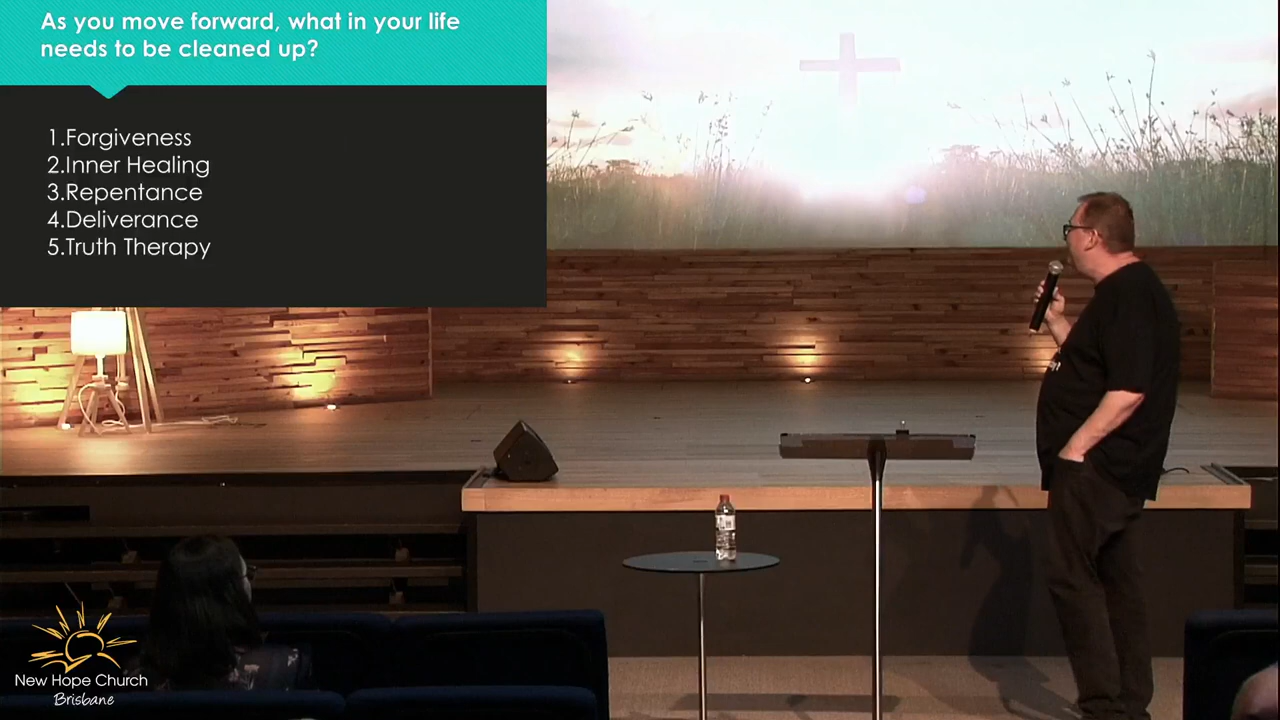 As you move forward, what in your life
needs to be cleaned up?
1.Forgiveness
2.Inner Healing
3.Repentance
4.Deliverance
5.Truth Therapy
New Hope Church
Brisbane